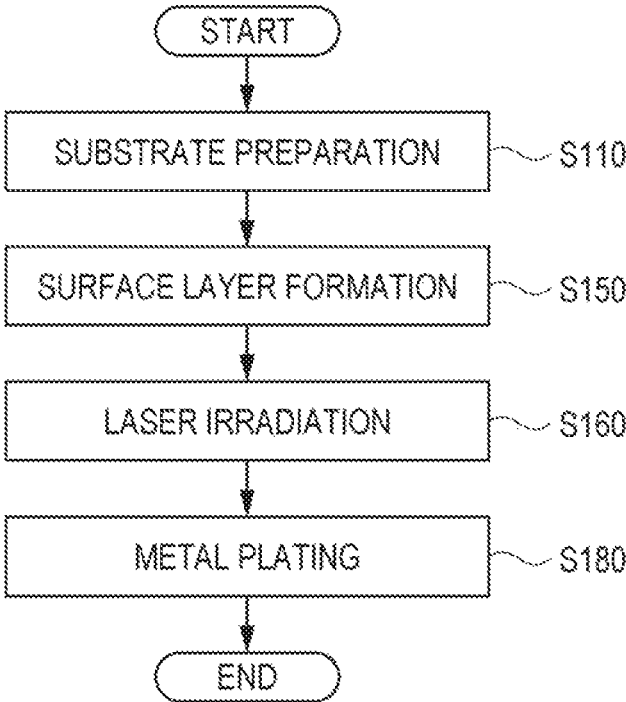 START
SUBSTRATE PREPARATION S110
SURFACE LAYER FORMATION S150
LASER IRRADIATION S160
METAL PLATING S180
END